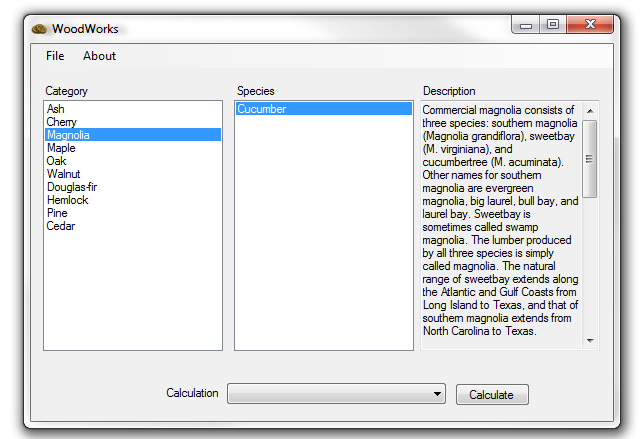 WoodWorks
File About
Category
Species
Description
Ash
Cherry
Magnolia
Maple
Oak
Walnut
Douglas-fir
Hemlock
Pine
Cedar
Cucumber
Commercial magnolia consists of
three species: southern magnolia
(Magnolia grandiflora), sweetbay
(M. virginiana), and
cucumbertree (M. acuminata).
Other names for southern
magnolia are evergreen
magnolia, big laurel, bull bay, and
laurel bay. Sweetbay is
sometimes called swamp
magnolia. The lumber produced
by all three species is simply
called magnolia. The natural
range of sweetbay extends along
the Atlantic and Gulf Coasts from
Long Island to Texas, and that of
southern magnolia extends from
North Carolina to Texas.
Calculation
Calculate